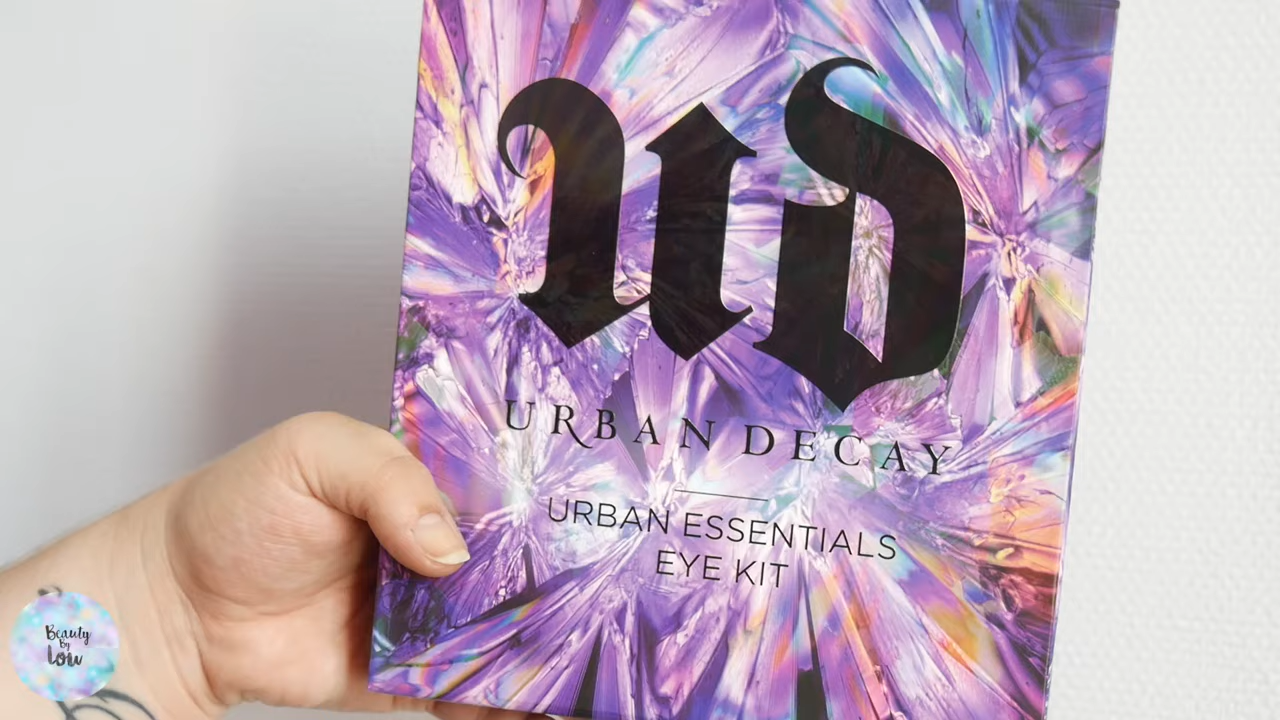 UD
URBAN DECAY
URBAN ESSENTIALS
EYE KIT
Beauty
By
Lou